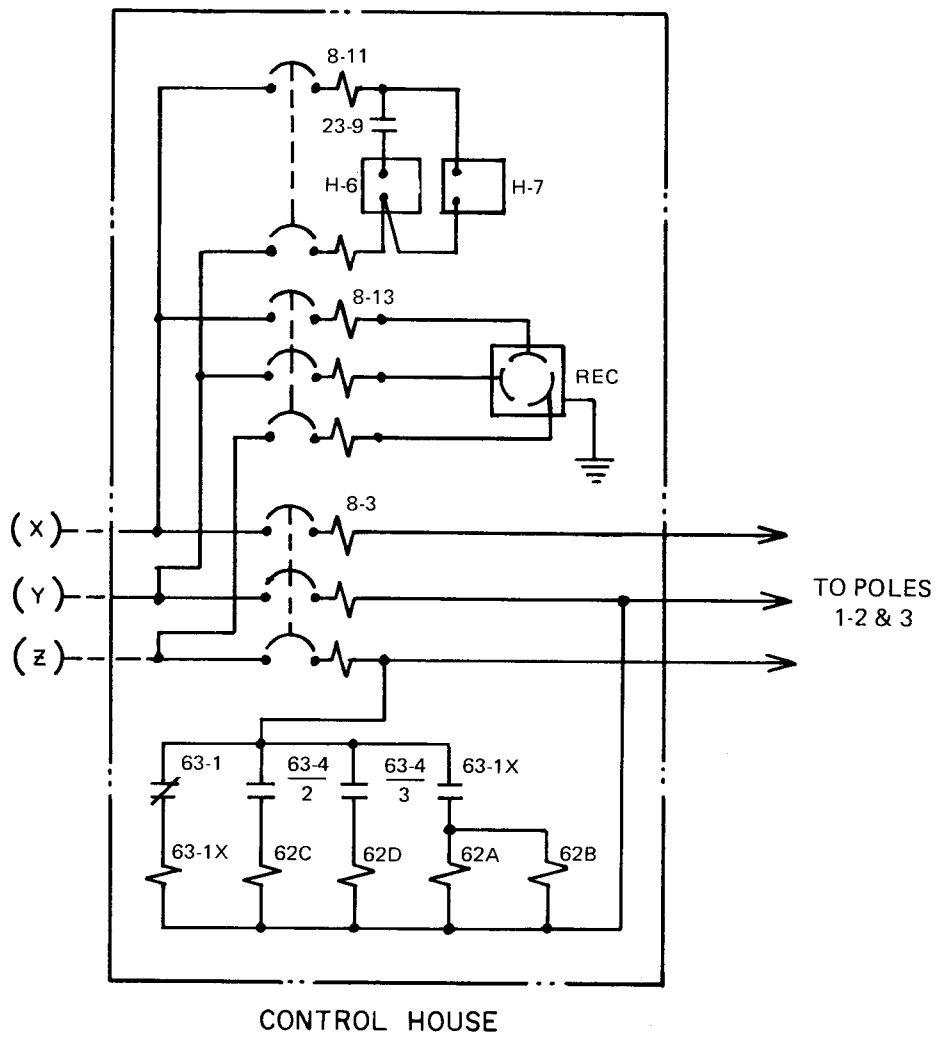 8-11
23-9
H-6
H-7
8-13
REC
8-3
(X)
(Y)
(Z)
TO POLES
1-2 & 3
63-1
63-4
2
63-4
3
63-1X
63-1X
62C
62D
62A
62B
CONTROL HOUSE